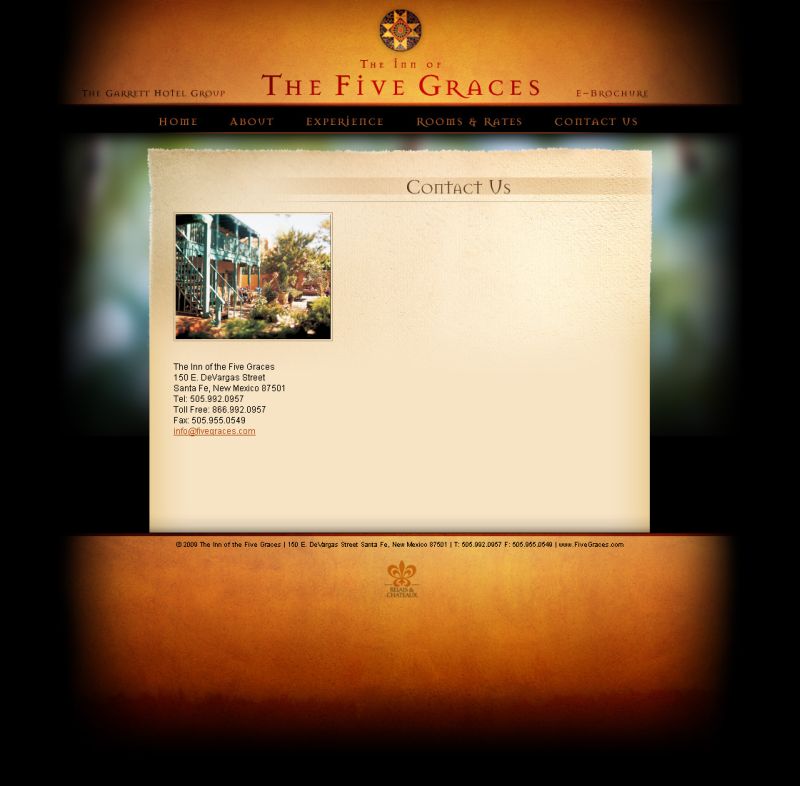 The Inn of
The Five Graces
The Garrett Hotel Group
E-Brochure
Home About Experience Rooms & Rates Contact Us
Contact Us
The Inn of the Five Graces
150 E. DeVargas Street
Santa Fe, New Mexico 87501
Tel: 505.992.0957
Toll Free: 866.992.0957
Fax: 505.955.0549
info@fivegraces.com
© 2009 The Inn of the Five Graces | 150 E. DeVargas Street Santa Fe, New Mexico 87501 | T: 505.992.0957 F: 505.955.0549 | www.FiveGraces.com
RELAIS &
CHATEAUX